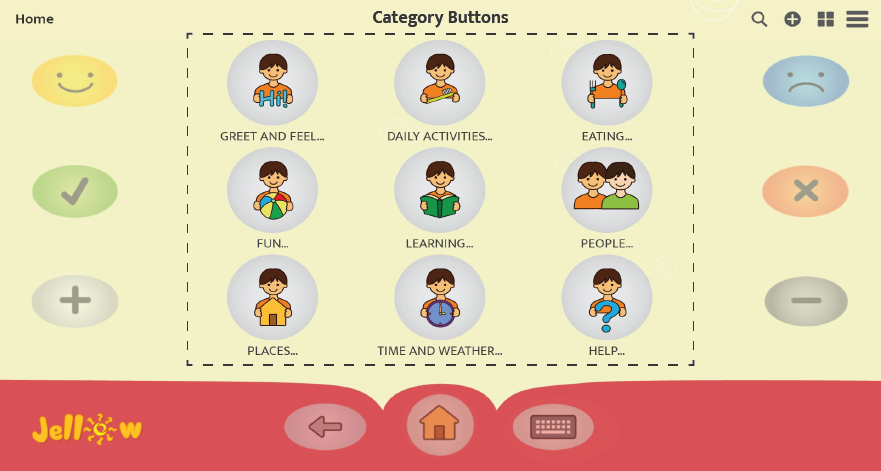 Home
Category Buttons
Hi!
GREET AND FEEL...
DAILY ACTIVITIES...
EATING...
FUN...
LEARNING...
PEOPLE...
PLACES...
TIME AND WEATHER...
HELP...
Jellow